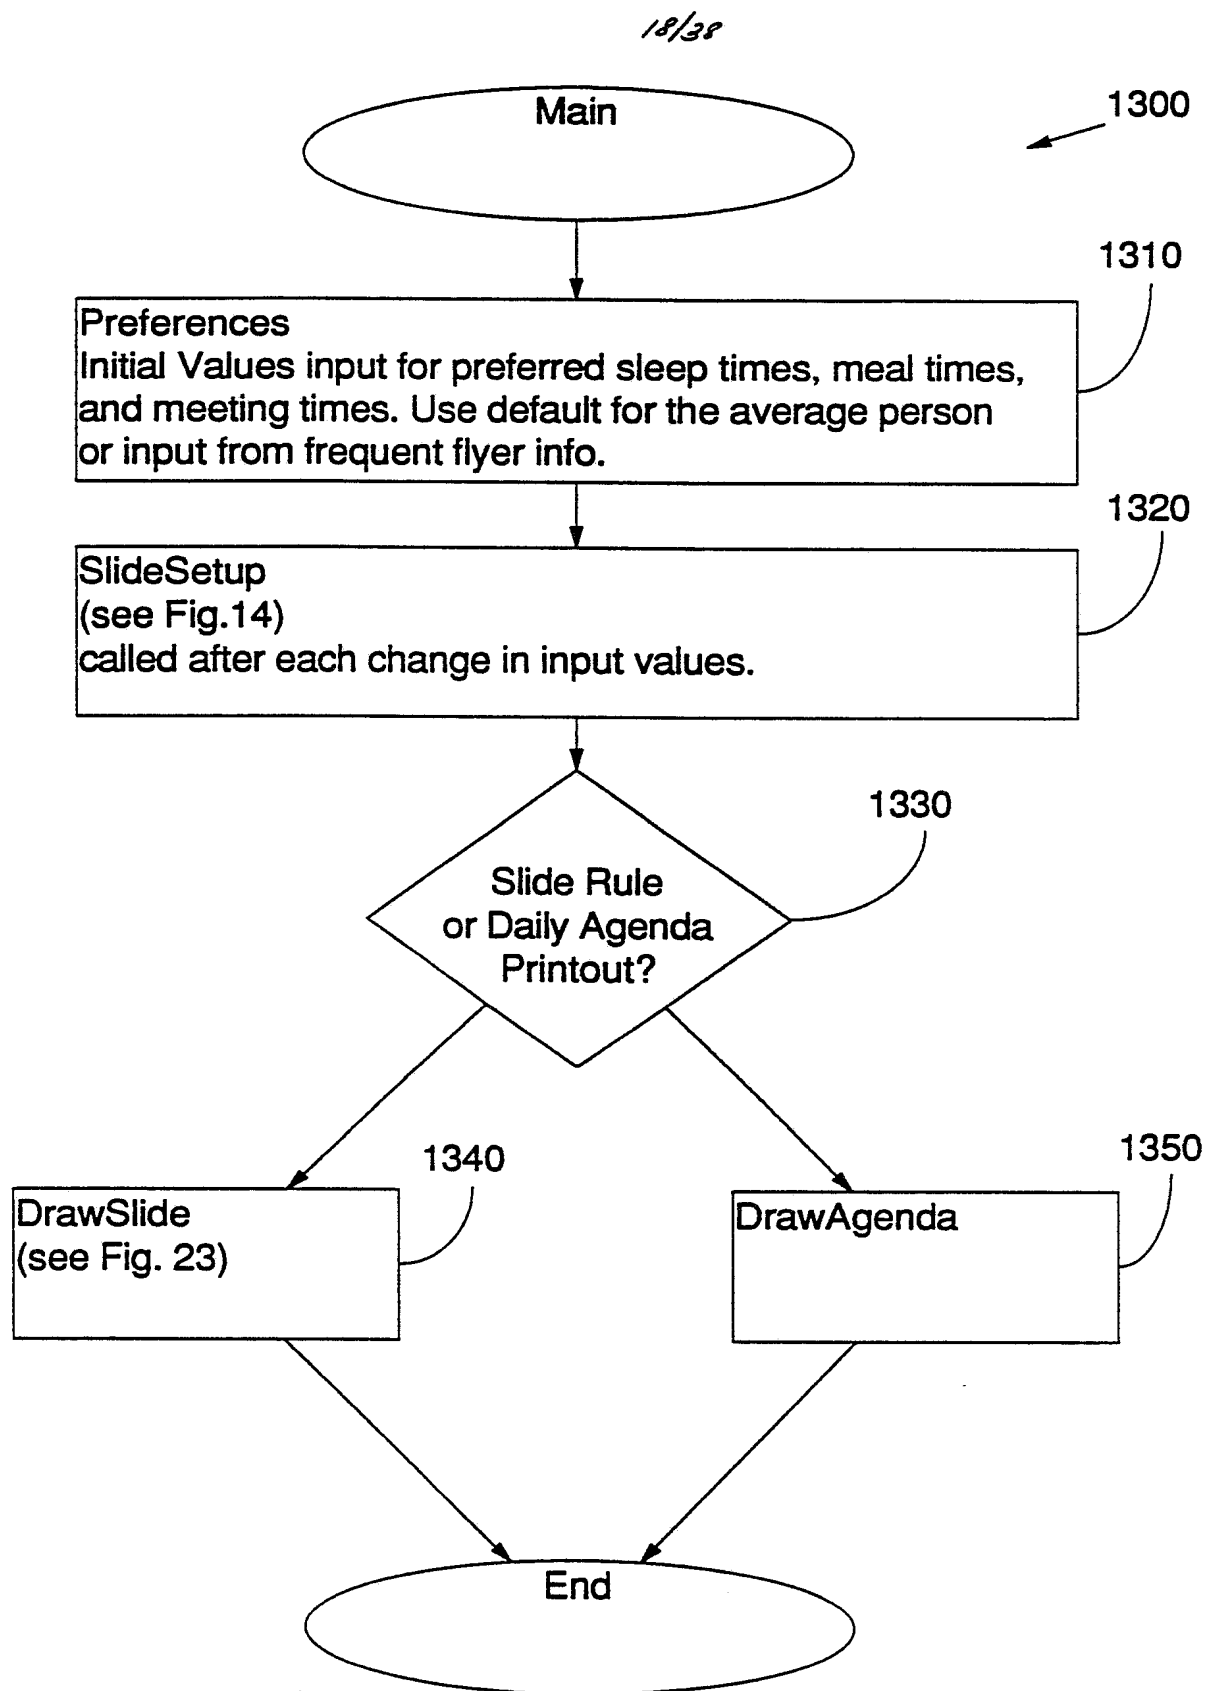 18/38
Main
1300
1310
Preferences
Initial Values input for preferred sleep times, meal times,
and meeting times. Use default for the average person
or input from frequent flyer info.
1320
SlideSetup
(see Fig.14)
called after each change in input values.
1330
Slide Rule
or Daily Agenda
Printout?
1340
1350
DrawSlide
(see Fig. 23)
DrawAgenda
End